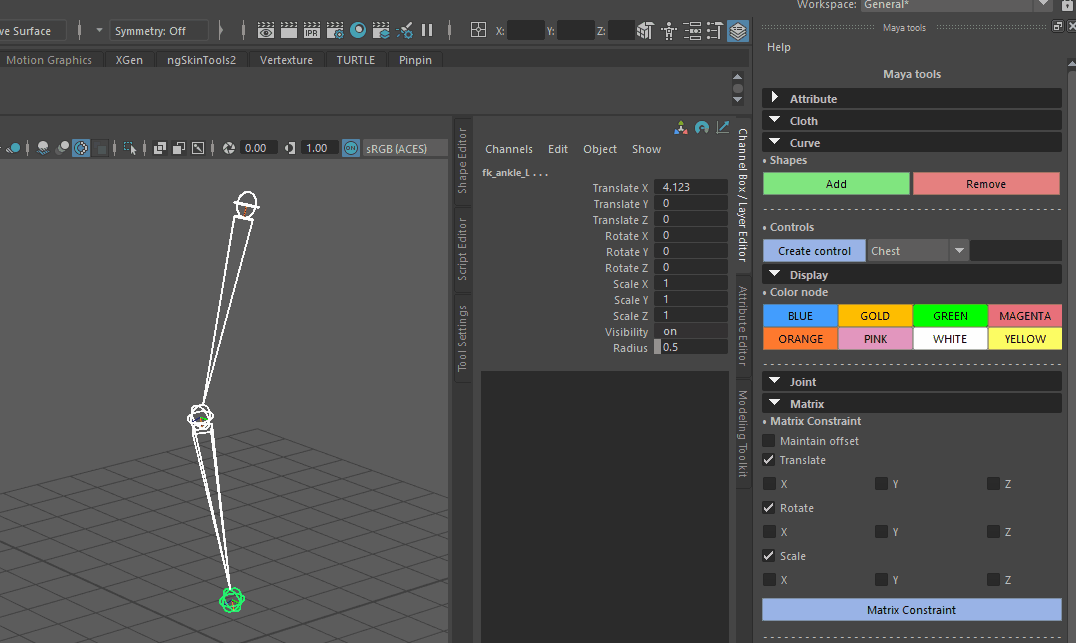 Workspace: General*
ve Surface Symmetry: Off IPR X: Y: Z:
Maya tools
Help
Motion Graphics XGen ngSkinTools2 Vertexture TURTLE Pinpin
Maya tools
Attribute
Cloth
Curve
Shapes
Add Remove
Controls
Create control Chest
Display
Color node
BLUE GOLD GREEN MAGENTA
ORANGE PINK WHITE YELLOW
Joint
Matrix
Matrix Constraint
Maintain offset
Translate
X Y Z
Rotate
X Y Z
Scale
X Y Z
Matrix Constraint
0.00 1.00 ON sRGB (ACES)
Shape Editor
Script Editor
Tool Settings
Channels Edit Object Show
fk_ankle_L . . .
Translate X 4.123
Translate Y 0
Translate Z 0
Rotate X 0
Rotate Y 0
Rotate Z 0
Scale X 1
Scale Y 1
Scale Z 1
Visibility on
Radius 0.5
Channel Box / Layer Editor
Attribute Editor
Modeling Toolkit